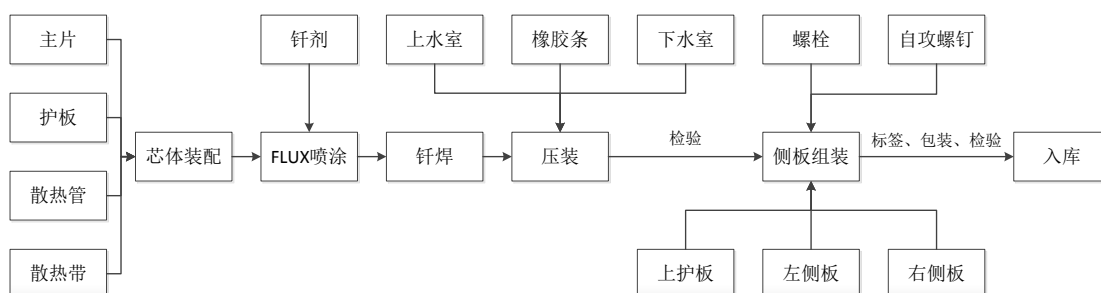 主片
钎剂
上水室
橡胶条
下水室
螺栓
自攻螺钉
护板
芯体装配
FLUX喷涂
钎焊
压装
检验
侧板组装
标签、包装、检验
入库
散热管
散热带
上护板
左侧板
右侧板